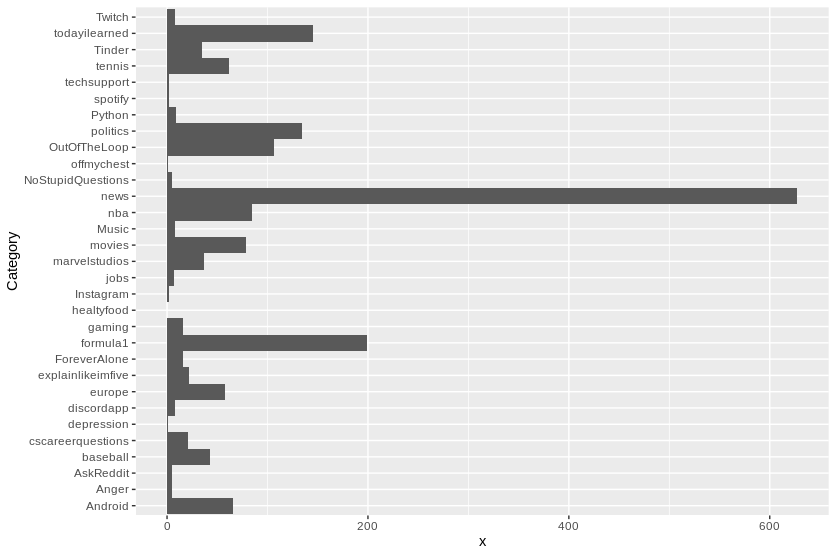 Twitch
todayilearned
Tinder
tennis
techsupport
spotify
Python
politics
OutOfTheLoop
offmychest
NoStupidQuestions
news
nba
Music
movies
marvelstudios
jobs
Instagram
healtyfood
gaming
formula1
ForeverAlone
explainlikeimfive
europe
discordapp
depression
cscareerquestions
baseball
AskReddit
Anger
Android
Category
0 200 400 600
x